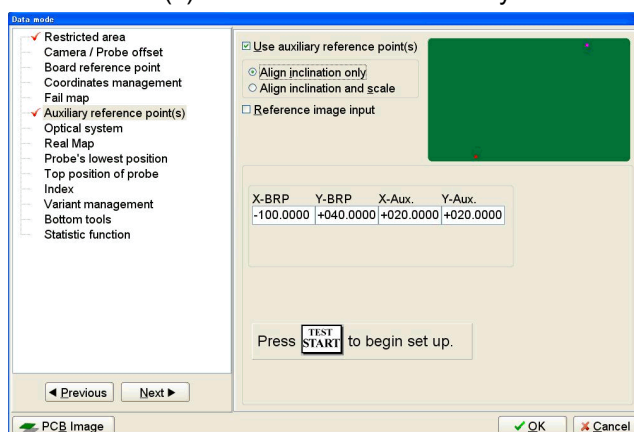 Data mode
Restricted area
Camera / Probe offset
Board reference point
Coordinates management
Fail map
Auxiliary reference point(s)
Optical system
Real Map
Probe's lowest position
Top position of probe
Index
Variant management
Bottom tools
Statistic function
Previous Next
PCB Image
Use auxiliary reference point(s)
Align inclination only
Align inclination and scale
Reference image input
X-BRP Y-BRP X-Aux. Y-Aux.
-100.0000 +040.0000 +020.0000 +020.0000
Press TEST START to begin set up.
OK Cancel